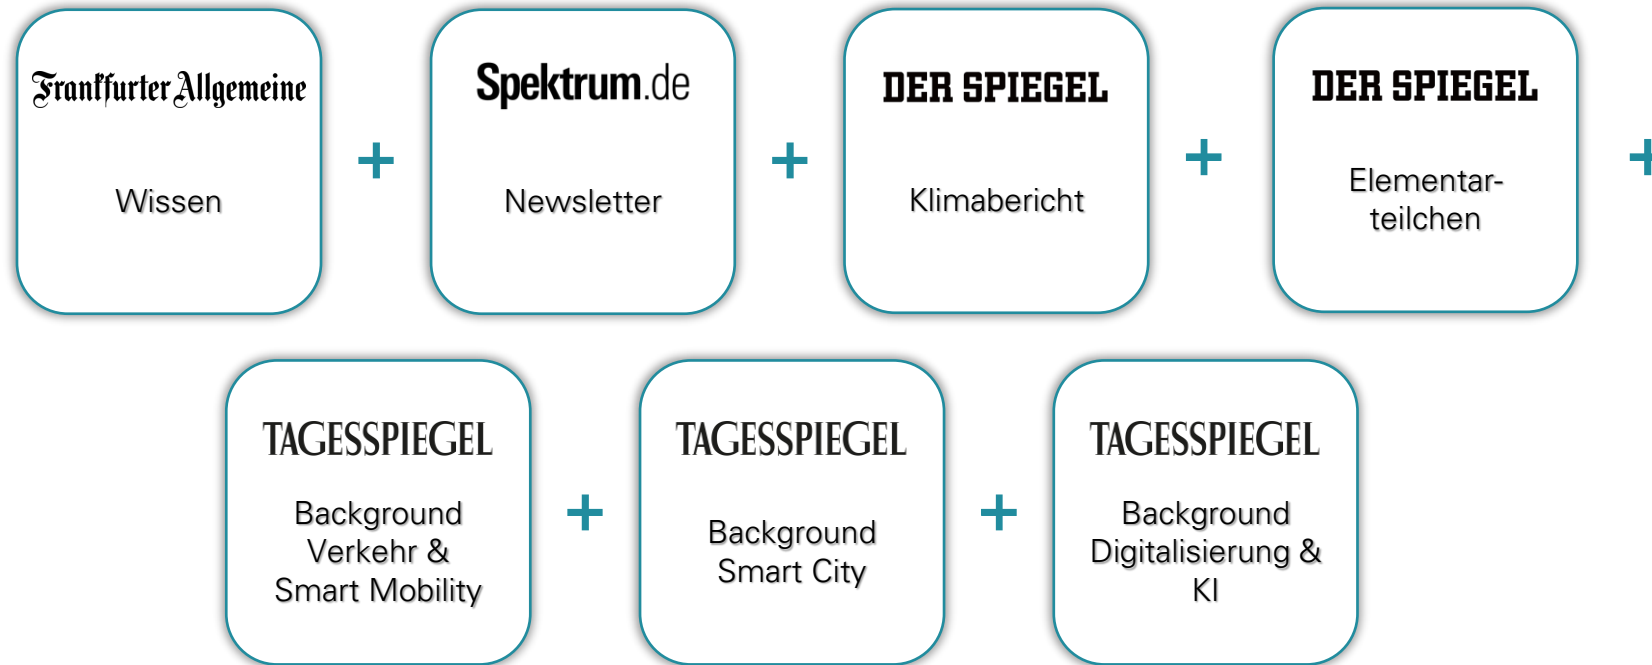 Frankfurter Allgemeine
Wissen
+
Spektrum.de
Newsletter
+
DER SPIEGEL
Klimabericht
+
DER SPIEGEL
Elementar-
teilchen
+
TAGESSPIEGEL
Background
Verkehr &
Smart Mobility
+
TAGESSPIEGEL
Background
Smart City
+
TAGESSPIEGEL
Background
Digitalisierung &
KI